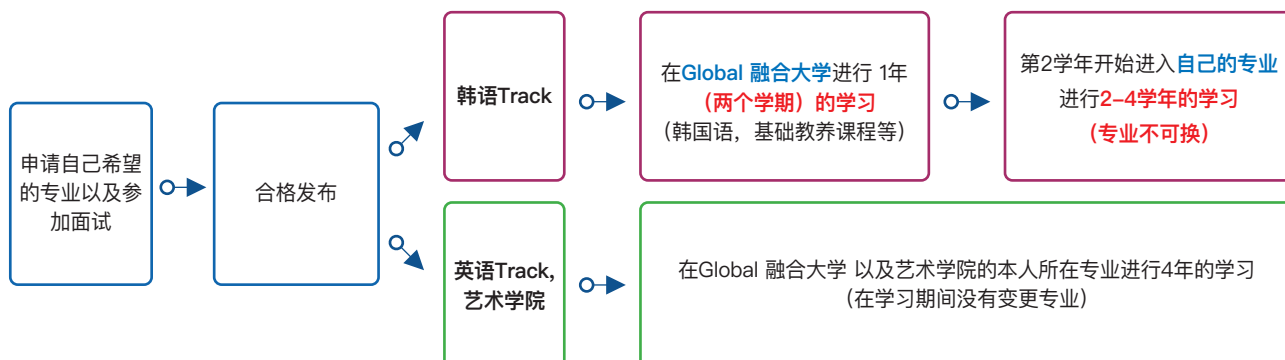 申请自己希望
的专业以及参
加面试
合格发布
韩语Track
在Global 融合大学进行 1年
（两个学期）的学习
（韩国语，基础教养课程等）
第2学年开始进入自己的专业
进行2–4学年的学习
（专业不可换）
英语Track,
艺术学院
在Global 融合大学 以及艺术学院的本人所在专业进行4年的学习
（在学习期间没有变更专业）